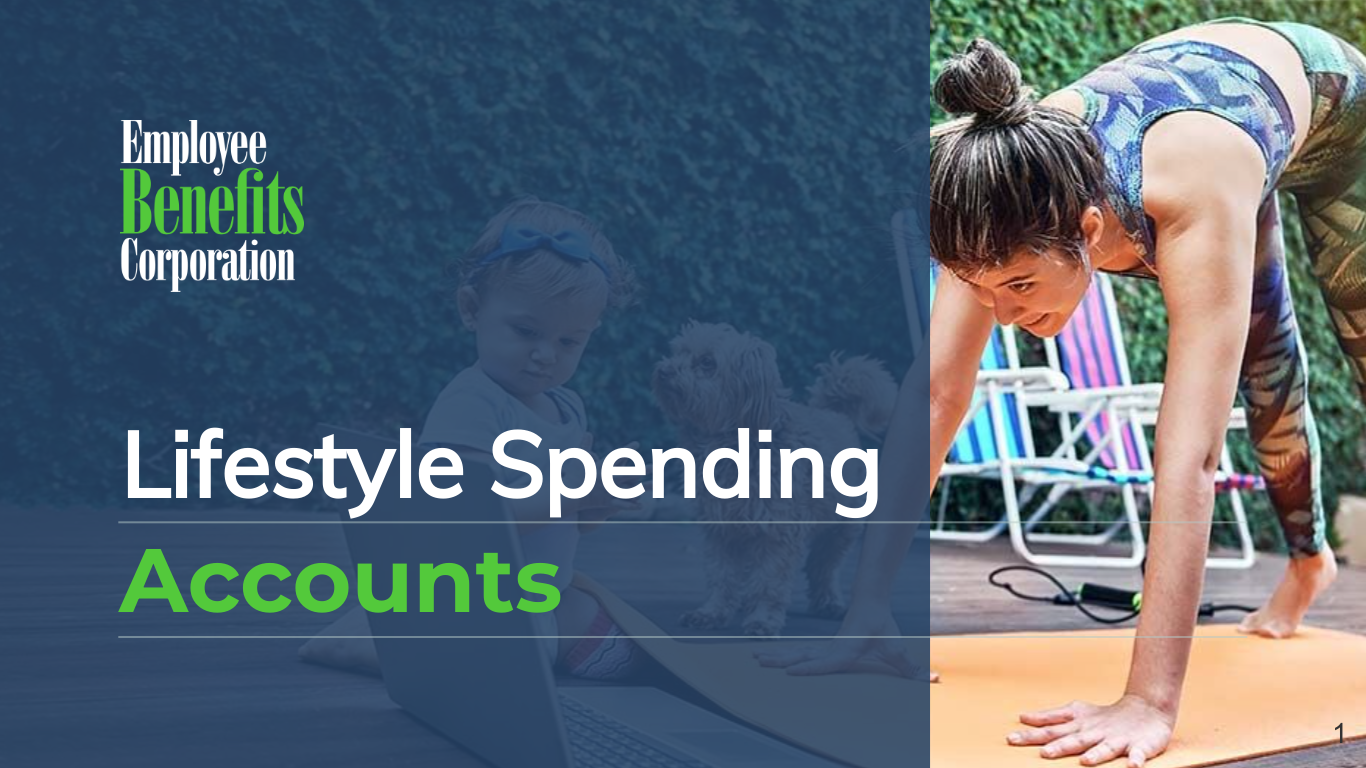 Employee
Benefits
Corporation
Lifestyle Spending
Accounts
1